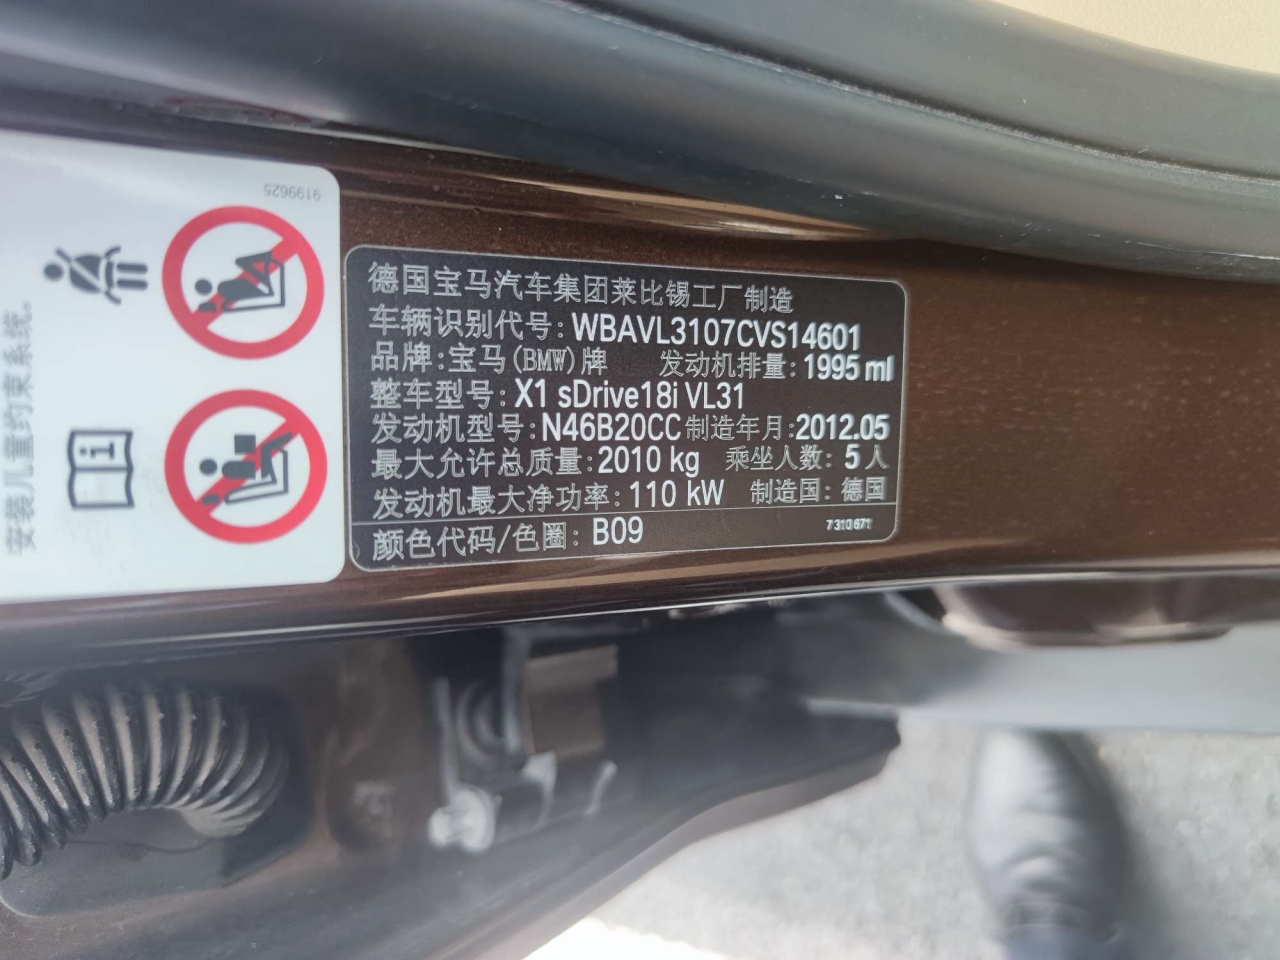 9199625
安装儿童约束系统.
德国宝马汽车集团莱比锡工厂制造
车辆识别代号: WBAVL3107CVS14601
品牌: 宝马(BMW)牌 发动机排量: 1995 ml
整车型号: X1 sDrive18i VL31
发动机型号: N46B20CC 制造年月: 2012.05
最大允许总质量: 2010 kg 乘坐人数: 5 人
发动机最大净功率: 110 kW 制造国: 德国
颜色代码/色圈: B09 7 310 671